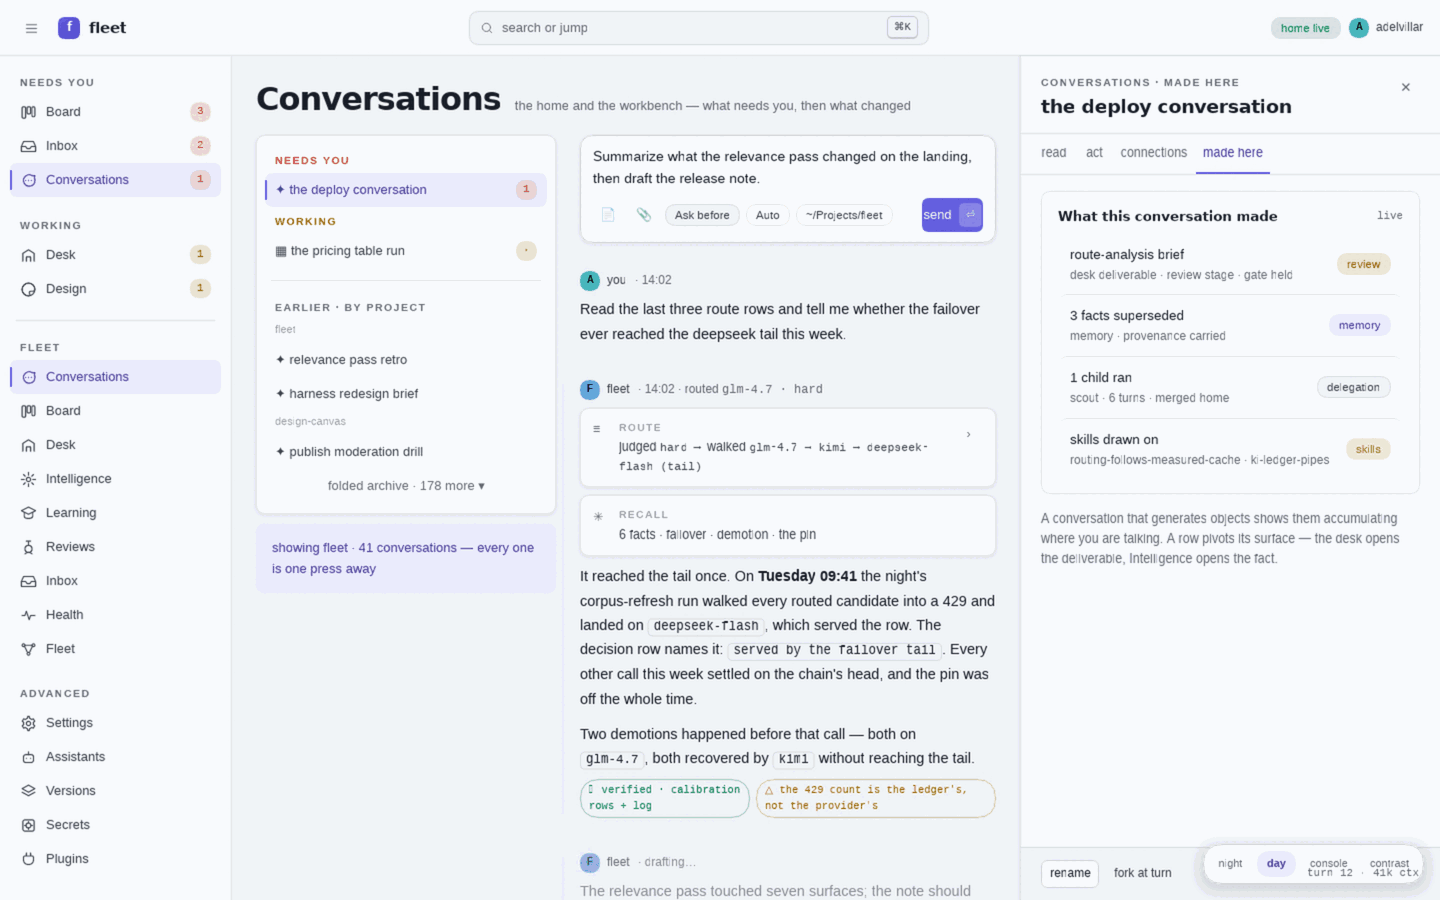 f fleet
search or jump ⌘K
home live A adelvillar
NEEDS YOU
Board 3
Inbox 2
Conversations 1
WORKING
Desk 1
Design 1
FLEET
Conversations
Board
Desk
Intelligence
Learning
Reviews
Inbox
Health
Fleet
ADVANCED
Settings
Assistants
Versions
Secrets
Plugins
Conversations the home and the workbench — what needs you, then what changed
NEEDS YOU
✦ the deploy conversation 1
WORKING
▦ the pricing table run ·
EARLIER · BY PROJECT
fleet
✦ relevance pass retro
✦ harness redesign brief
design-canvas
✦ publish moderation drill
folded archive · 178 more ▾
showing fleet · 41 conversations — every one
is one press away
Summarize what the relevance pass changed on the landing,
then draft the release note.
Ask before Auto ~/Projects/fleet send ⏎
A you · 14:02
Read the last three route rows and tell me whether the failover
ever reached the deepseek tail this week.
F fleet · 14:02 · routed glm-4.7 · hard
≡ ROUTE ›
judged hard → walked glm-4.7 → kimi → deepseek-
flash (tail)
✳ RECALL
6 facts · failover · demotion · the pin
It reached the tail once. On Tuesday 09:41 the night's
corpus-refresh run walked every routed candidate into a 429 and
landed on deepseek-flash, which served the row. The
decision row names it: served by the failover tail. Every
other call this week settled on the chain's head, and the pin was
off the whole time.
Two demotions happened before that call — both on
glm-4.7, both recovered by kimi without reaching the tail.
verified · calibration
rows + log
△ the 429 count is the ledger's,
not the provider's
F fleet · drafting…
The relevance pass touched seven surfaces; the note should
CONVERSATIONS · MADE HERE
the deploy conversation ×
read act connections made here
What this conversation made live
route-analysis brief
desk deliverable · review stage · gate held
review
3 facts superseded
memory · provenance carried
memory
1 child ran
scout · 6 turns · merged home
delegation
skills drawn on
routing-follows-measured-cache · ki-ledger-pipes
skills
A conversation that generates objects shows them accumulating
where you are talking. A row pivots its surface — the desk opens
the deliverable, Intelligence opens the fact.
rename fork at turn
night day console contrast
turn 12 · 41k ctx